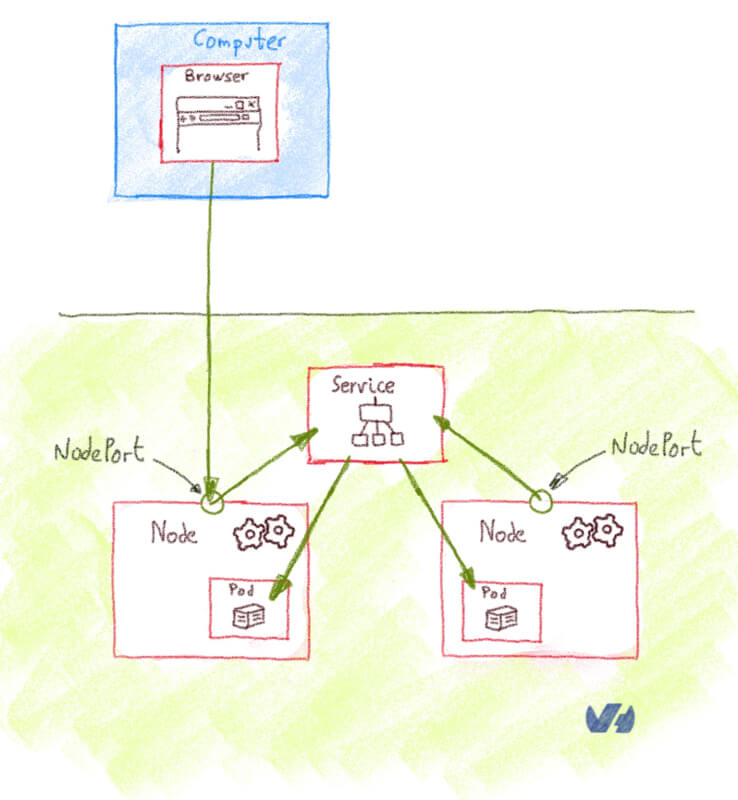 Computer
Browser
Service
NodePort
NodePort
Node
Node
Pod
Pod